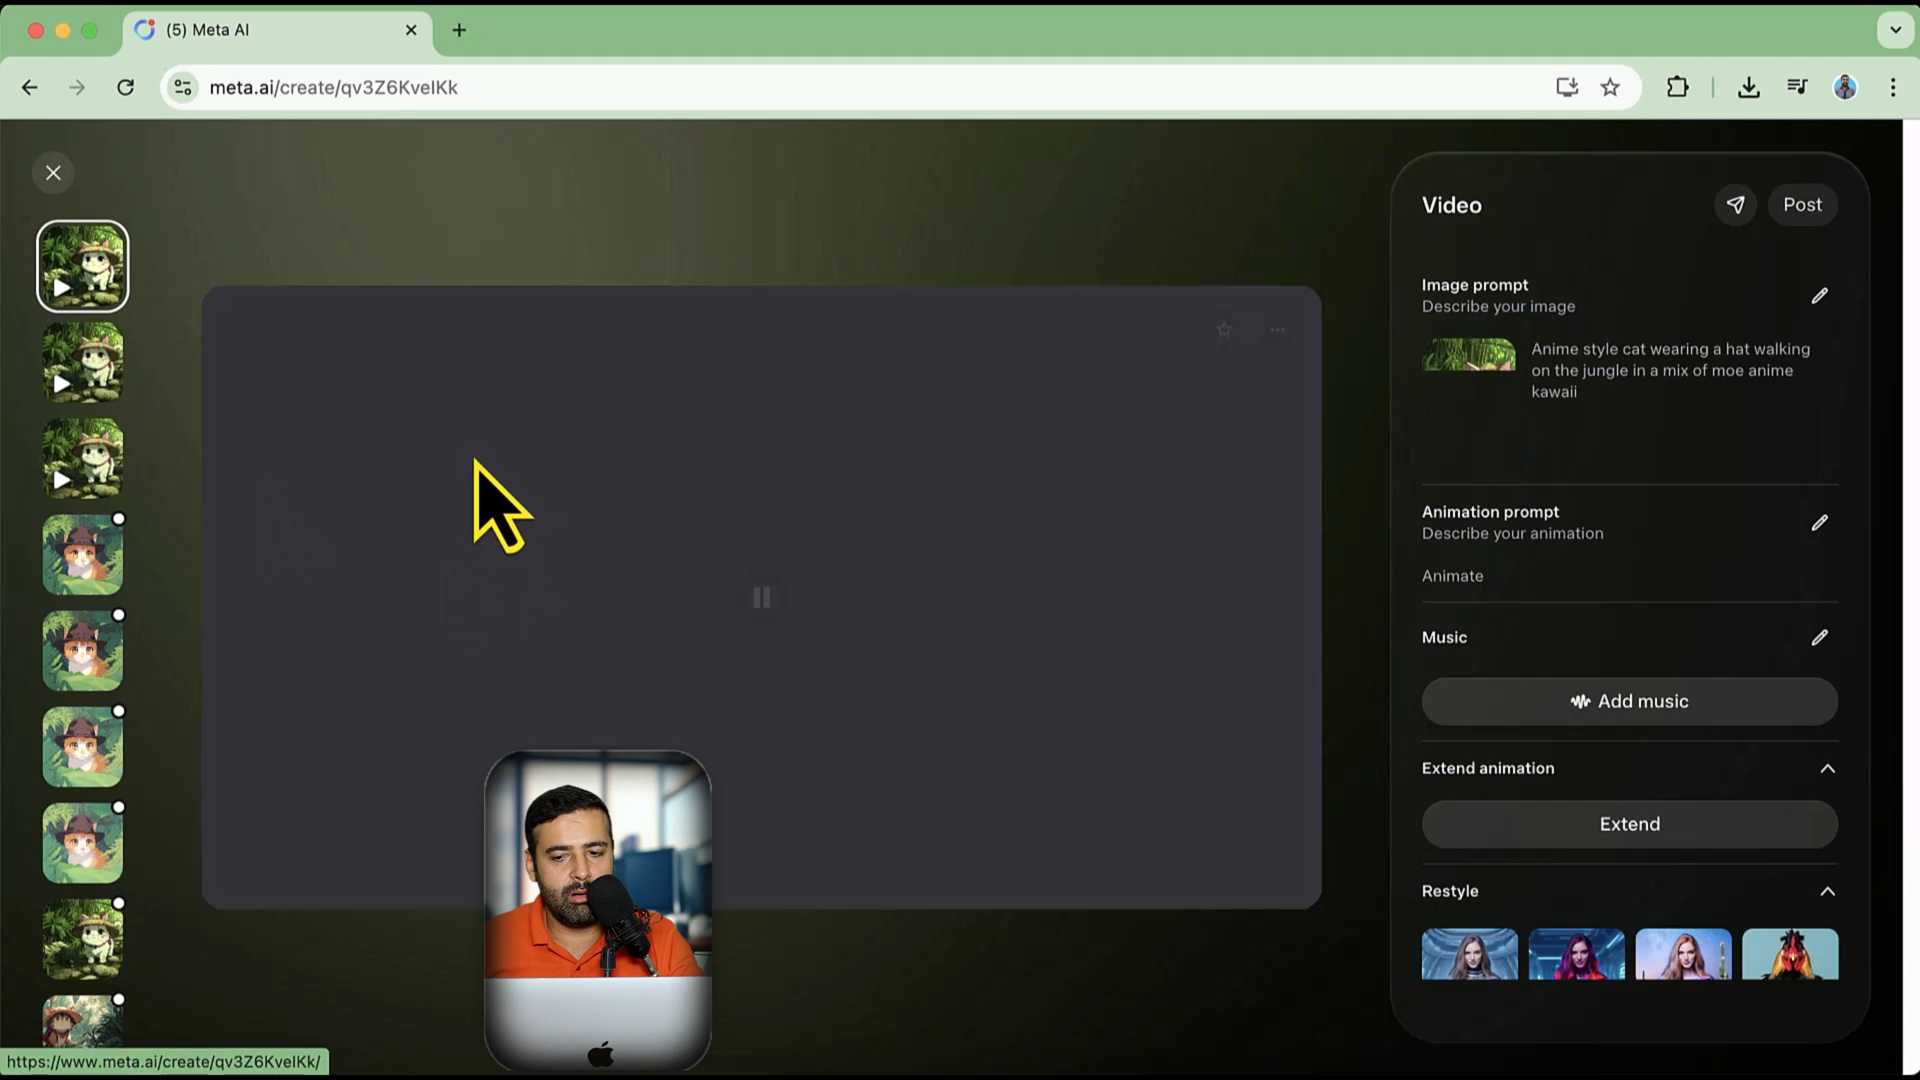 (5) Meta AI
meta.ai/create/qv3Z6KveIKk
Video
Post
Image prompt
Describe your image
Anime style cat wearing a hat walking
on the jungle in a mix of moe anime
kawaii
Animation prompt
Describe your animation
Animate
Music
Add music
Extend animation
Extend
Restyle
https://www.meta.ai/create/qv3Z6KveIKk/